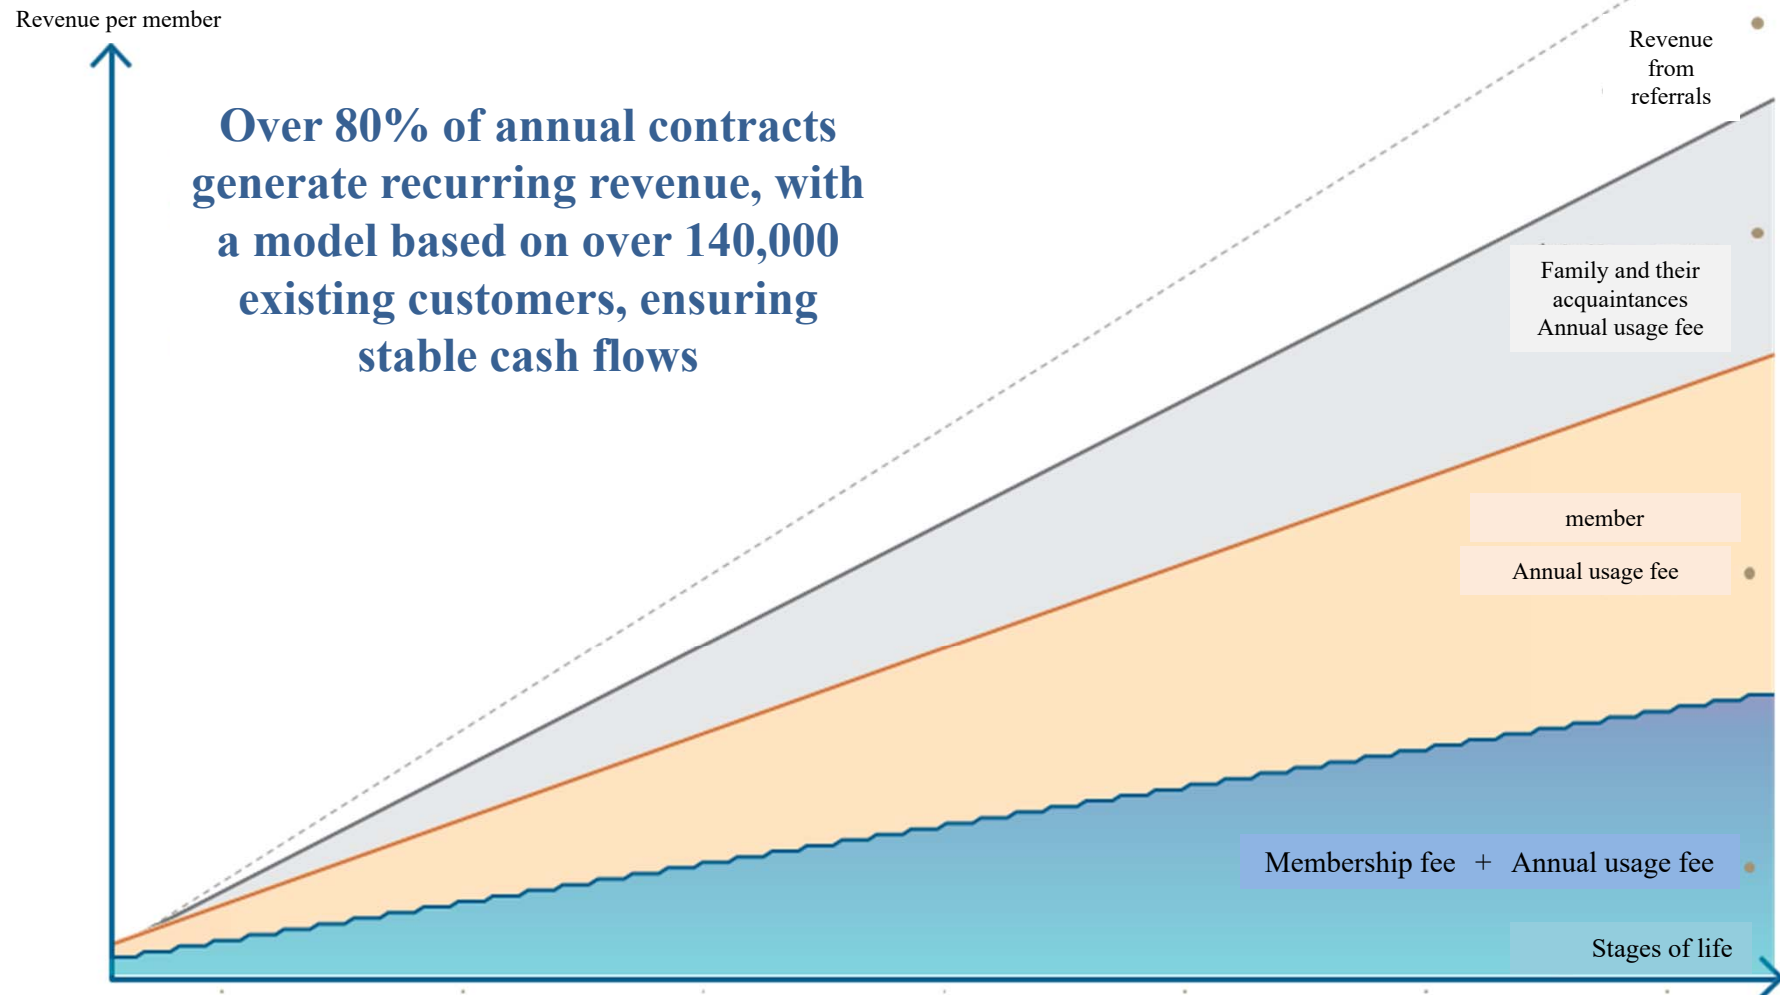 Revenue per member
Over 80% of annual contracts
generate recurring revenue, with
a model based on over 140,000
existing customers, ensuring
stable cash flows
Revenue
from
referrals
Family and their
acquaintances
Annual usage fee
member
Annual usage fee
Membership fee + Annual usage fee
Stages of life